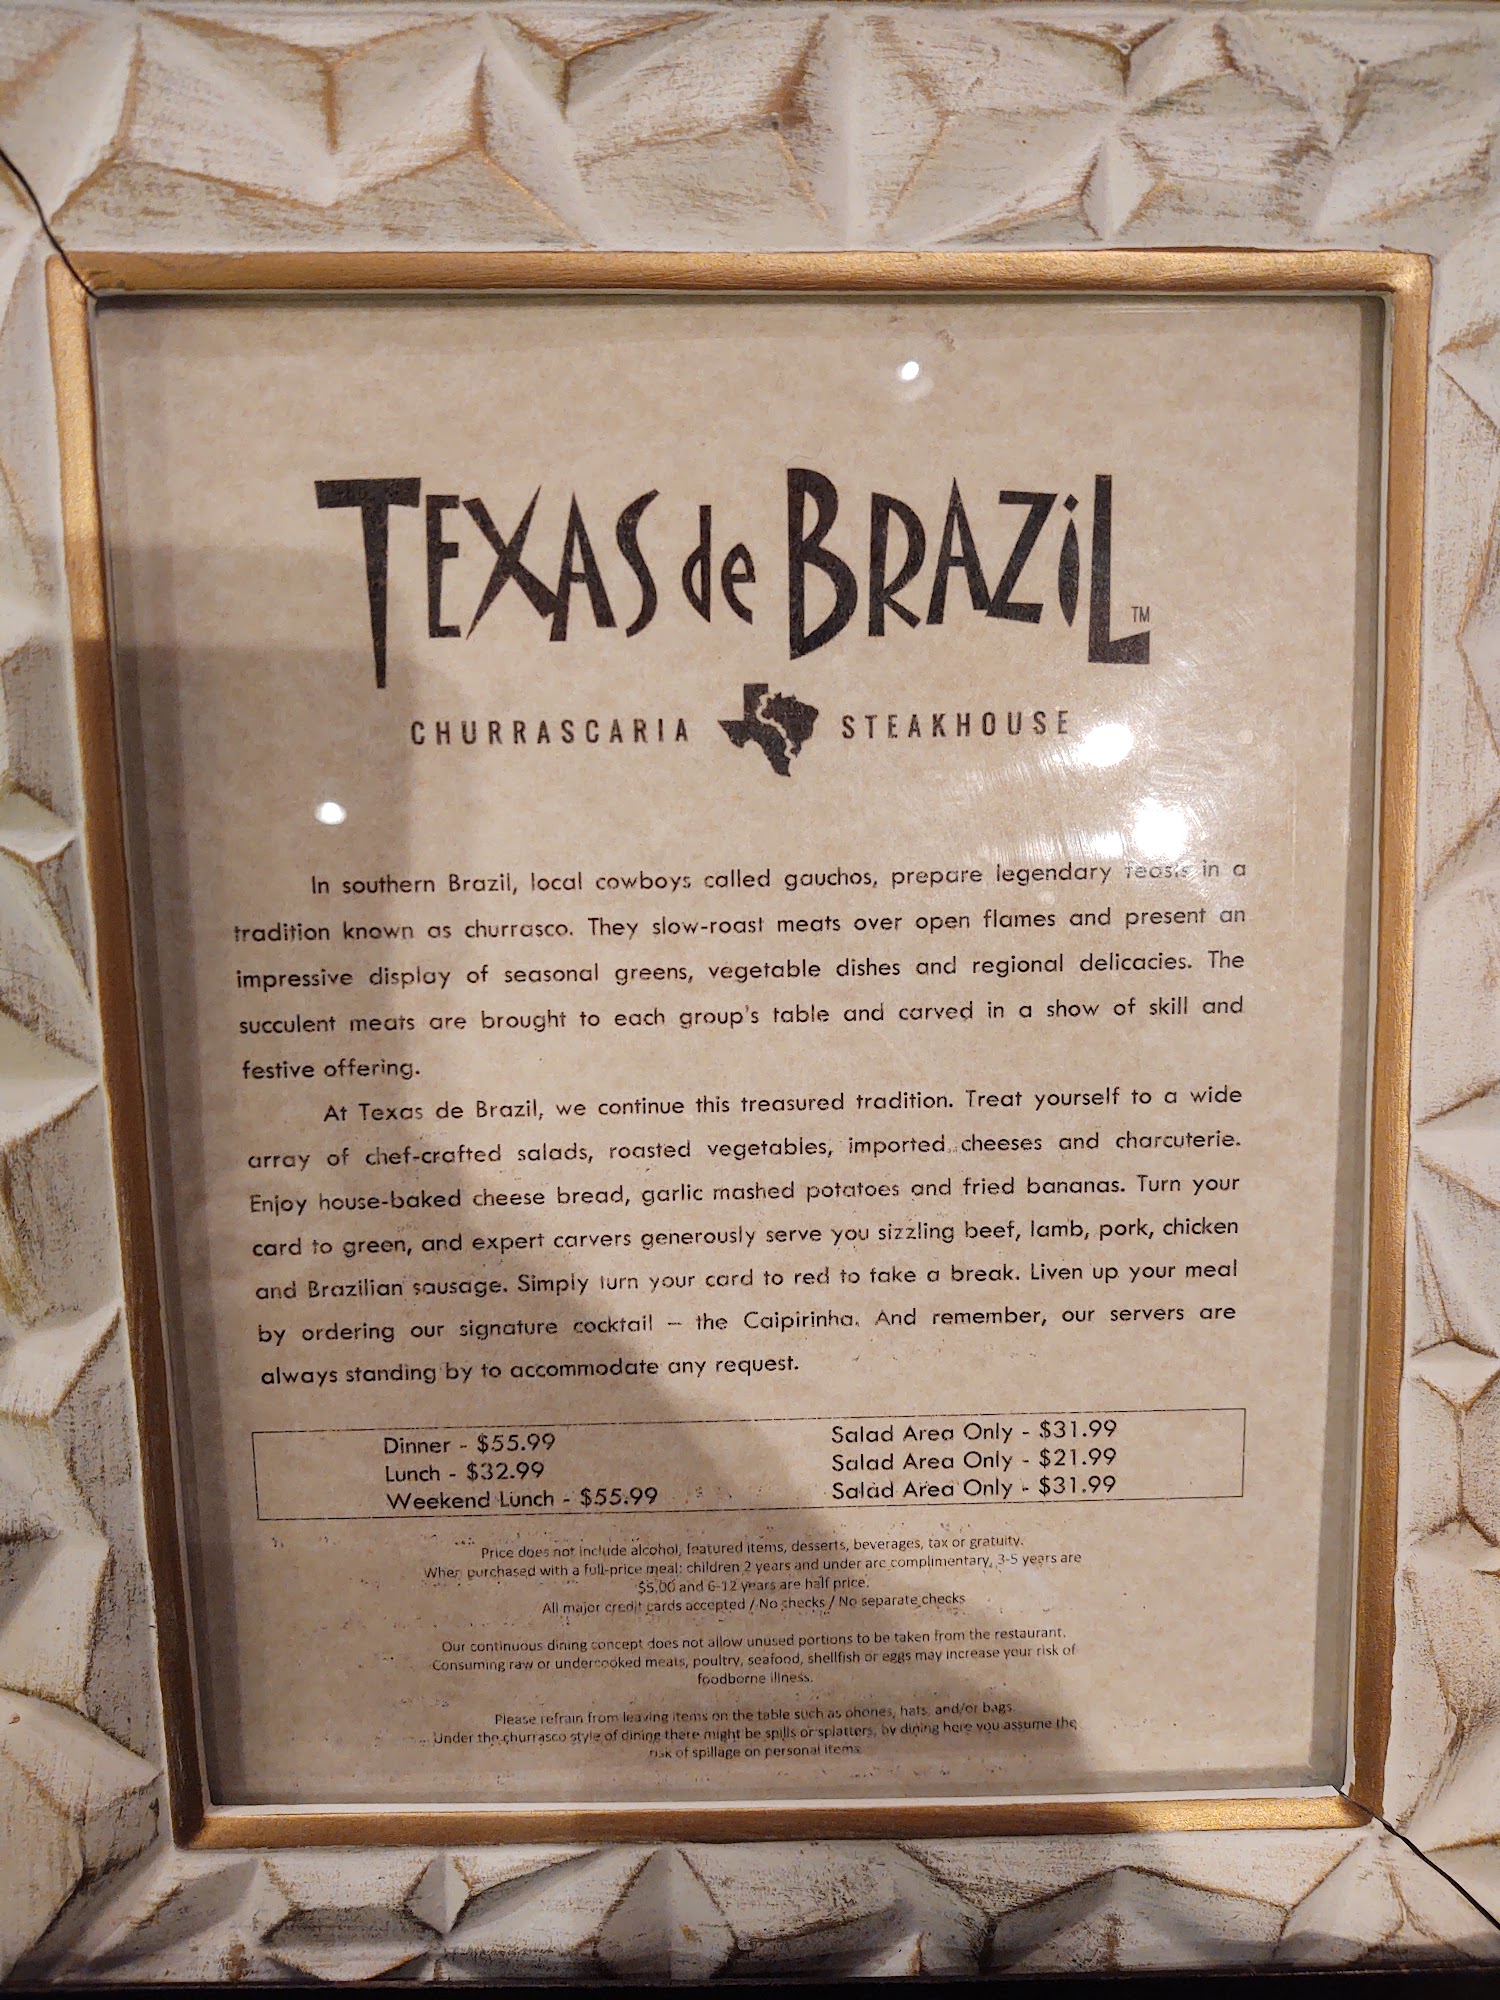 TEXAS de BRAZiL™
CHURRASCARIA STEAKHOUSE
In southern Brazil, local cowboys called gauchos, prepare legendary feasts in a
tradition known as churrasco. They slow-roast meats over open flames and present an
impressive display of seasonal greens, vegetable dishes and regional delicacies. The
succulent meats are brought to each group's table and carved in a show of skill and
festive offering.
At Texas de Brazil, we continue this treasured tradition. Treat yourself to a wide
array of chef-crafted salads, roasted vegetables, imported cheeses and charcuterie.
Enjoy house-baked cheese bread, garlic mashed potatoes and fried bananas. Turn your
card to green, and expert carvers generously serve you sizzling beef, lamb, pork, chicken
and Brazilian sausage. Simply turn your card to red to take a break. Liven up your meal
by ordering our signature cocktail – the Caipirinha. And remember, our servers are
always standing by to accommodate any request.
Dinner - $55.99 Salad Area Only - $31.99
Lunch - $32.99 Salad Area Only - $21.99
Weekend Lunch - $55.99 Salad Area Only - $31.99
Price does not include alcohol, featured items, desserts, beverages, tax or gratuity.
When purchased with a full-price meal: children 2 years and under are complimentary, 3-5 years are
$5.00 and 6-12 years are half price.
All major credit cards accepted / No checks / No separate checks
Our continuous dining concept does not allow unused portions to be taken from the restaurant.
Consuming raw or undercooked meats, poultry, seafood, shellfish or eggs may increase your risk of
foodborne illness.
Please refrain from leaving items on the table such as phones, hats, and/or bags.
Under the churrasco style of dining there might be spills or splatters, by dining here you assume the
risk of spillage on personal items.